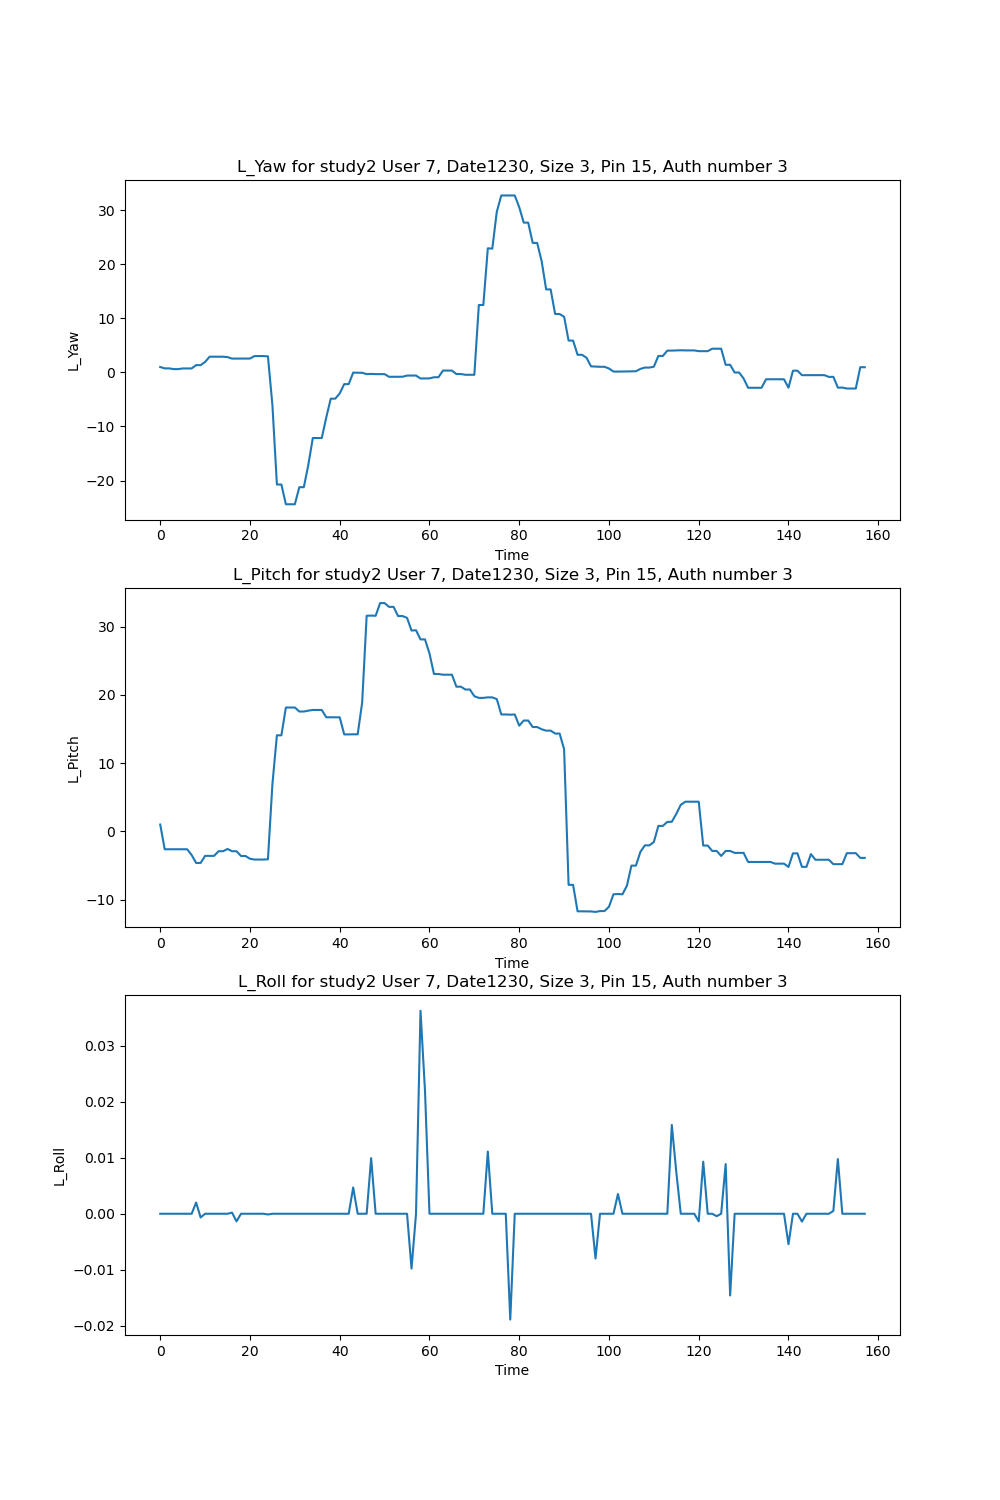 L_Yaw for study2 User 7, Date1230, Size 3, Pin 15, Auth number 3
30
20
10
0
−10
−20
L_Yaw
0 20 40 60 80 100 120 140 160
Time
L_Pitch for study2 User 7, Date1230, Size 3, Pin 15, Auth number 3
30
20
10
0
−10
L_Pitch
0 20 40 60 80 100 120 140 160
Time
L_Roll for study2 User 7, Date1230, Size 3, Pin 15, Auth number 3
0.03
0.02
0.01
0.00
−0.01
−0.02
L_Roll
0 20 40 60 80 100 120 140 160
Time